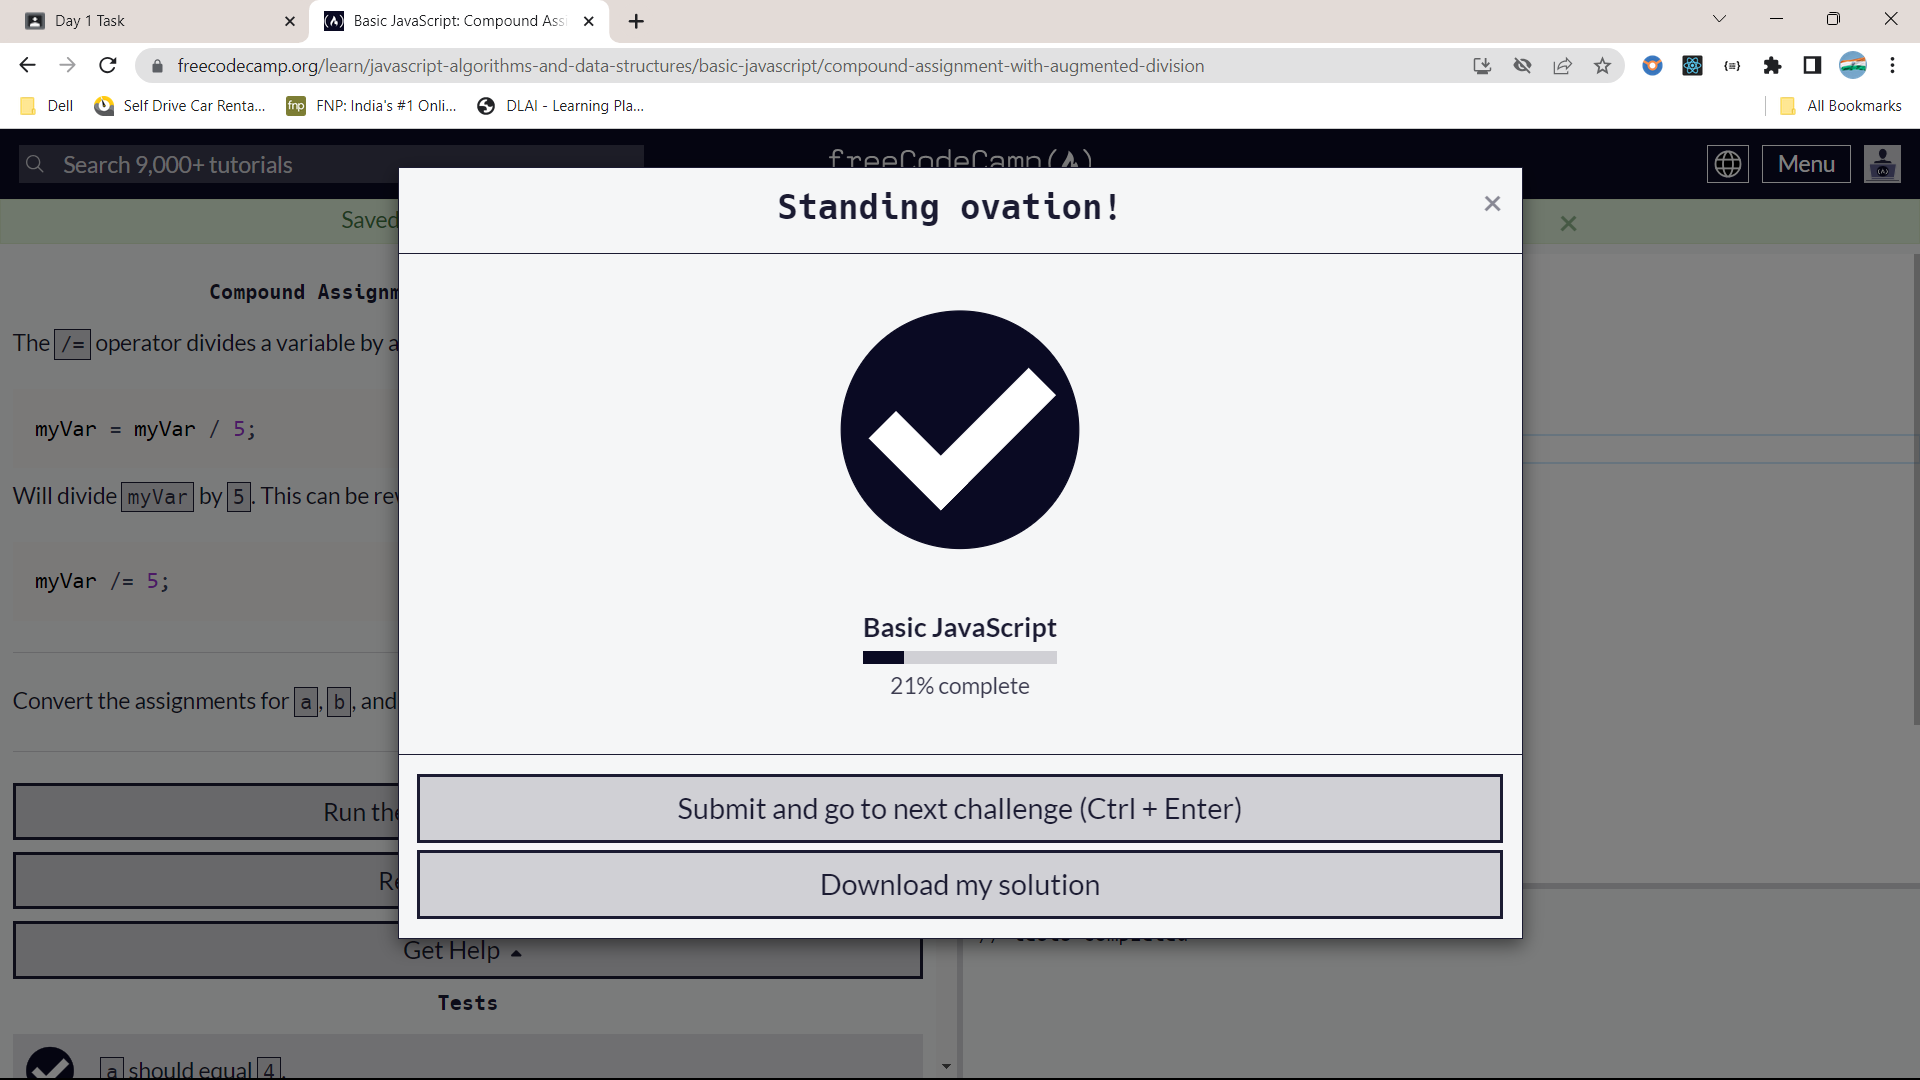 Day 1 Task
Basic JavaScript: Compound Assi
freecodecamp.org/learn/javascript-algorithms-and-data-structures/basic-javascript/compound-assignment-with-augmented-division
Dell
Self Drive Car Renta...
fnp FNP: India's #1 Onli...
DLAI - Learning Pla...
All Bookmarks
Search 9,000+ tutorials
freeCodeCamp(🔥)
Menu
Saved
Standing ovation!
Compound Assignm
The /= operator divides a variable by a
myVar = myVar / 5;
Will divide myVar by 5. This can be rew
myVar /= 5;
Basic JavaScript
21% complete
Convert the assignments for a, b, and
Submit and go to next challenge (Ctrl + Enter)
Run the
Download my solution
Re
// tests completed
Get Help
Tests
a should equal 4.